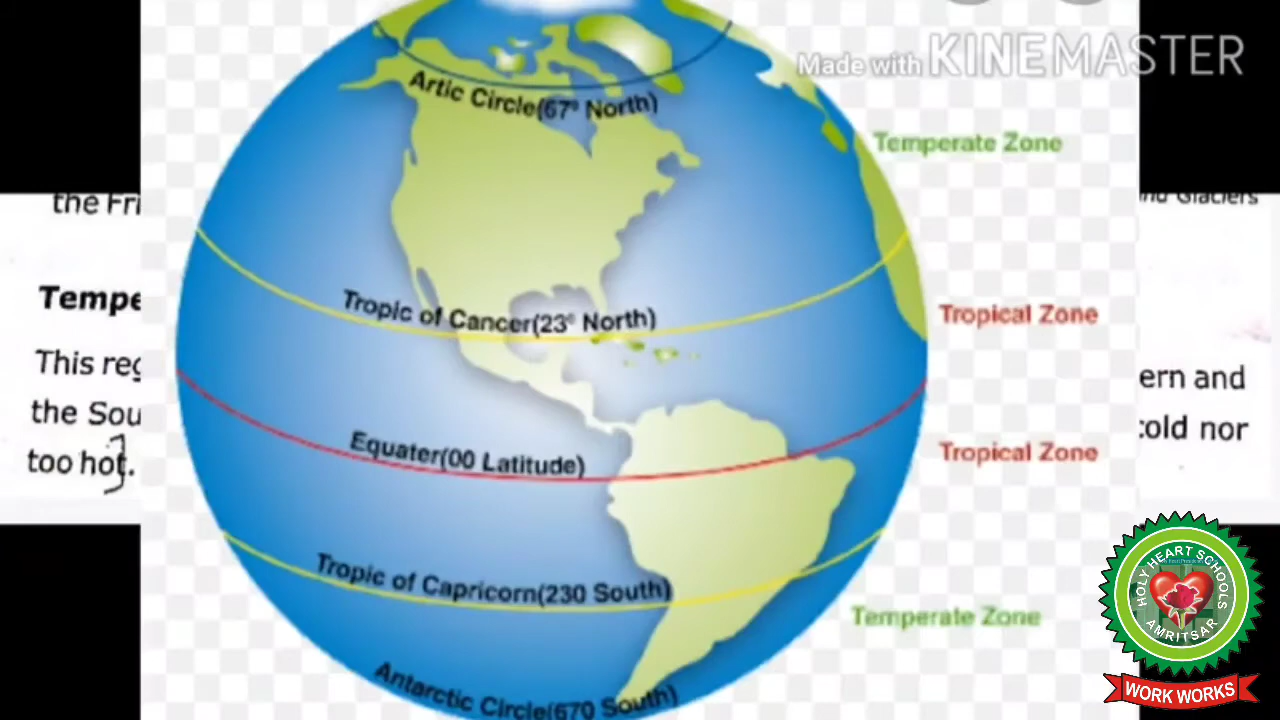 Made with KINEMASTER
Artic Circle(67º North)
Temperate Zone
the Fri
nd Glaciers
Tempe
Tropic of Cancer(23º North)
Tropical Zone
This reg
ern and
the Sou
cold nor
Equater(00 Latitude)
Tropical Zone
too hot.
Tropic of Capricorn(230 South)
Temperate Zone
Antarctic Circle(670 South)
HOLY HEART SCHOOLS
AMRITSAR
WORK WORKS